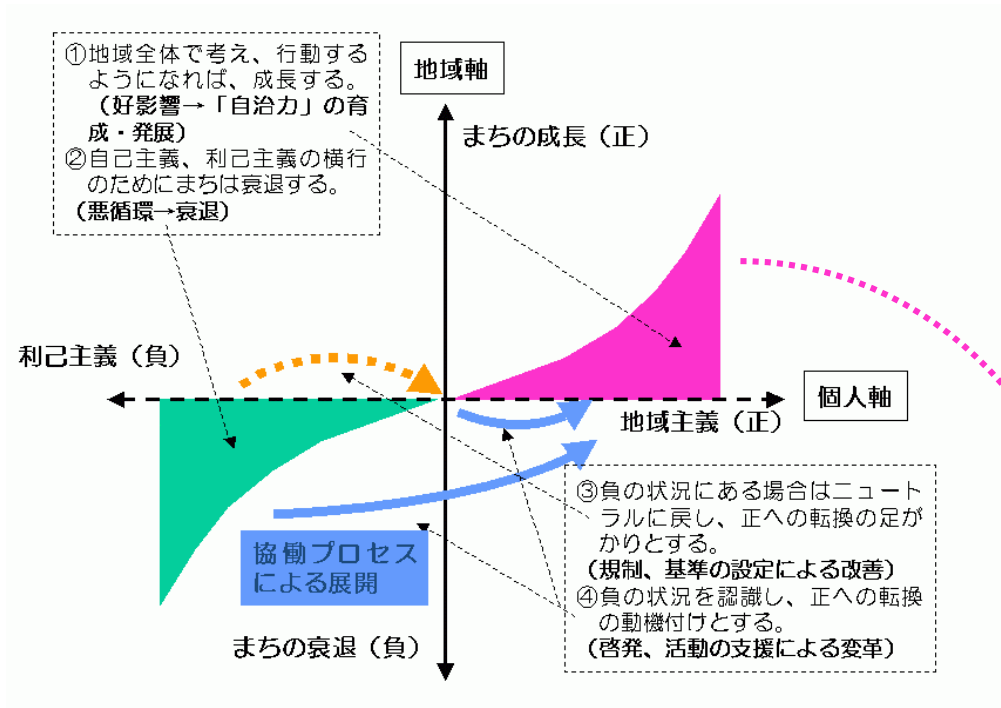 ①地域全体で考え、行動する
ようになれば、成長する。
（好影響→「自治力」の育
成・発展）
②自己主義、利己主義の横行
のためにまちは衰退する。
（悪循環→衰退）
地域軸
まちの成長（正）
利己主義（負）
個人軸
地域主義（正）
③負の状況にある場合はニュート
ラルに戻し、正への転換の足が
かりとする。
（規制、基準の設定による改善）
④負の状況を認識し、正への転換
の動機付けとする。
（啓発、活動の支援による変革）
協働プロセス
による展開
まちの衰退（負）